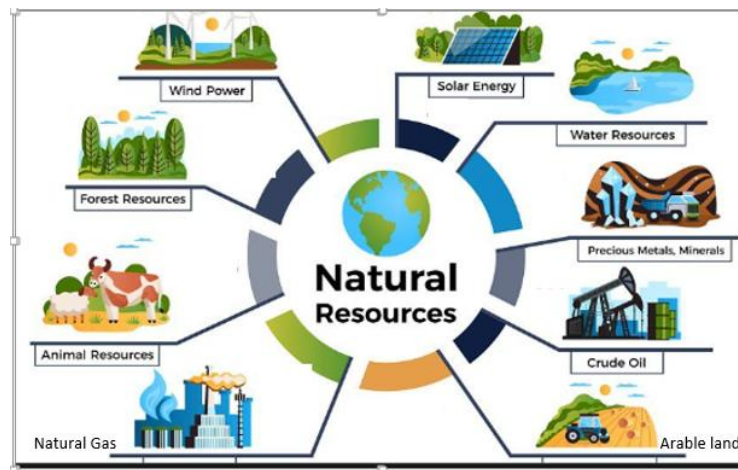 Wind Power
Solar Energy
Water Resources
Forest Resources
Precious Metals, Minerals
Natural
Resources
Animal Resources
Crude Oil
Natural Gas
Arable land